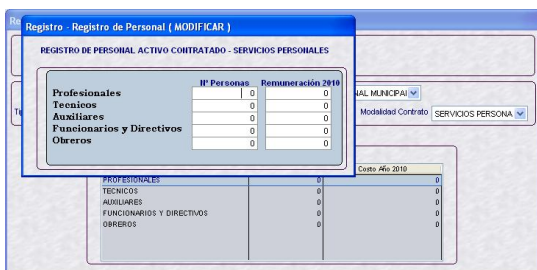 Re
Registro - Registro de Personal ( MODIFICAR )
REGISTRO DE PERSONAL ACTIVO CONTRATADO - SERVICIOS PERSONALES
Nº Personas Remuneración 2010
Profesionales 0 0
Tecnicos 0 0
Auxiliares 0 0
Funcionarios y Directivos 0 0
Obreros 0 0
NAL MUNICIPAI
Modalidad Contrato SERVICIOS PERSONA
Costo Año 2010
PROFESIONALES 0 0
TECNICOS 0 0
AUXILIARES 0 0
FUNCIONARIOS Y DIRECTIVOS 0 0
OBREROS 0 0